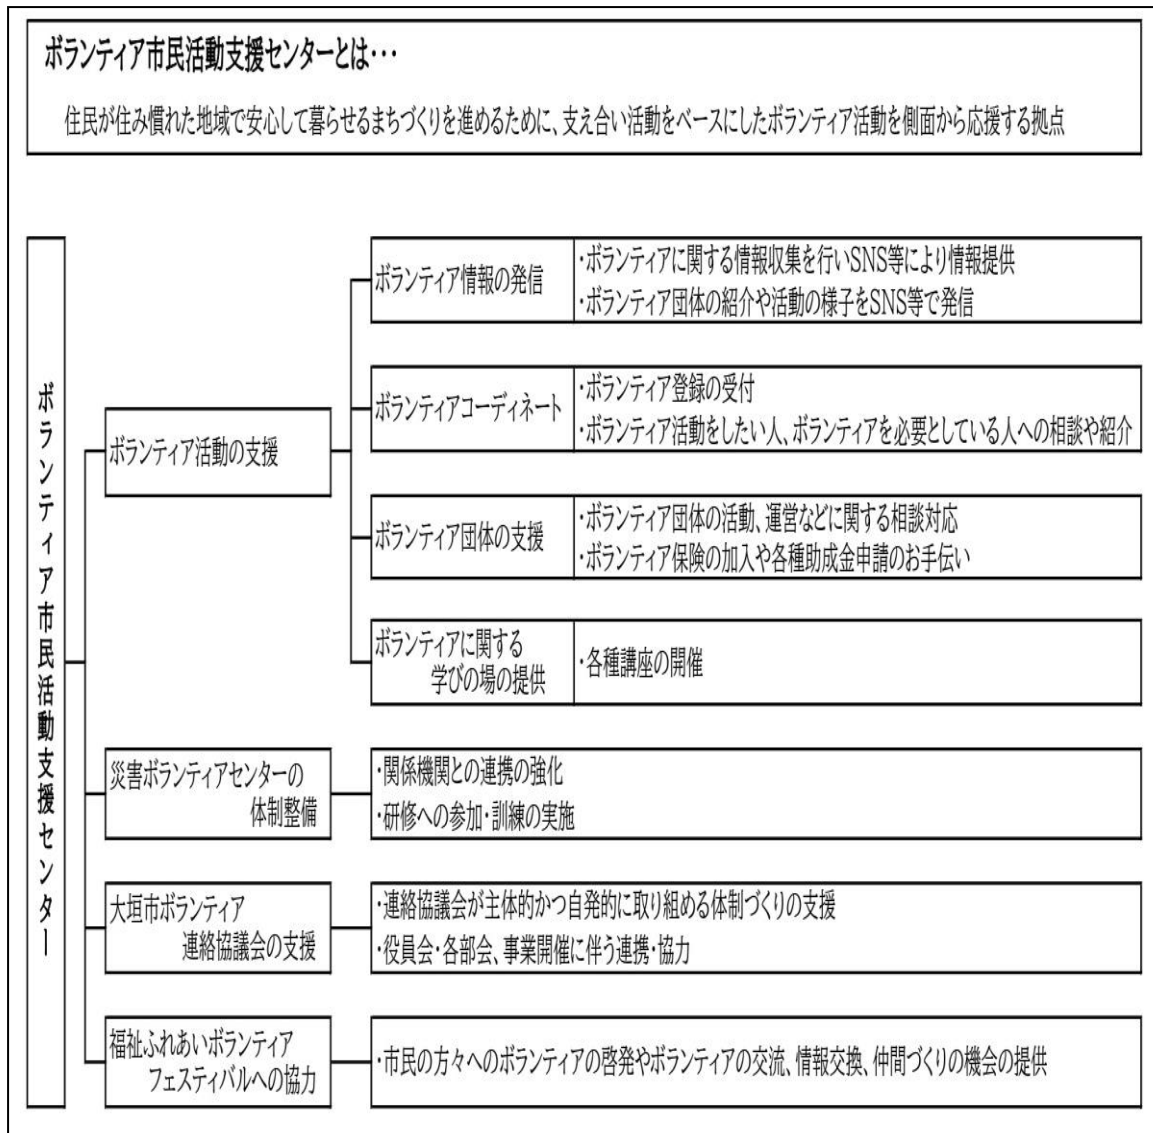 ボランティア市民活動支援センターとは・・・
住民が住み慣れた地域で安心して暮らせるまちづくりを進めるために、支え合い活動をベースにしたボランティア活動を側面から応援する拠点
ボランティア市民活動支援センター
ボランティア活動の支援
ボランティア情報の発信
・ボランティアに関する情報収集を行いSNS等により情報提供
・ボランティア団体の紹介や活動の様子をSNS等で発信
ボランティアコーディネート
・ボランティア登録の受付
・ボランティア活動をしたい人、ボランティアを必要としている人への相談や紹介
ボランティア団体の支援
・ボランティア団体の活動、運営などに関する相談対応
・ボランティア保険の加入や各種助成金申請のお手伝い
ボランティアに関する
学びの場の提供
・各種講座の開催
災害ボランティアセンターの
体制整備
・関係機関との連携の強化
・研修への参加・訓練の実施
大垣市ボランティア
連絡協議会の支援
・連絡協議会が主体的かつ自発的に取り組める体制づくりの支援
・役員会・各部会、事業開催に伴う連携・協力
福祉ふれあいボランティア
フェスティバルへの協力
・市民の方々へのボランティアの啓発やボランティアの交流、情報交換、仲間づくりの機会の提供